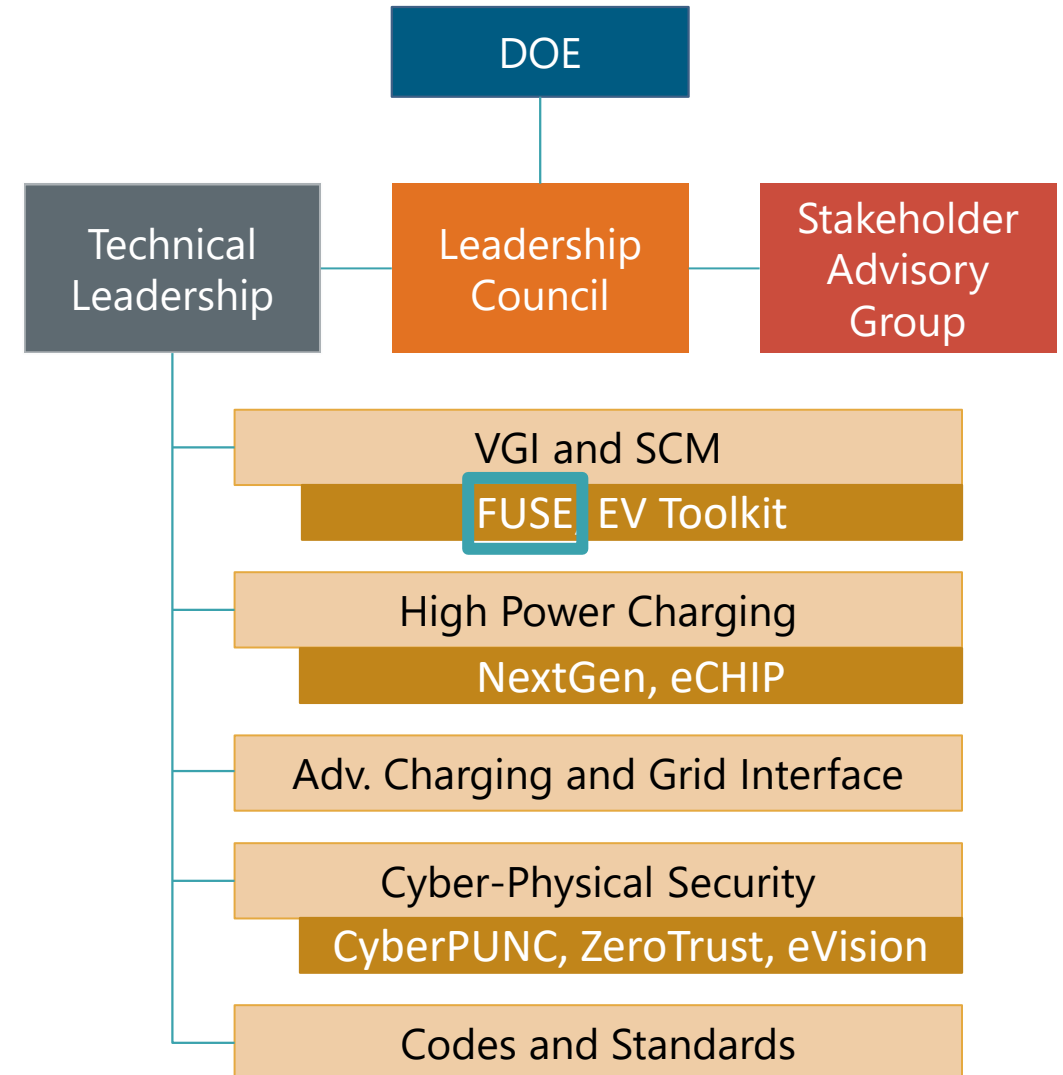 DOE
Technical
Leadership
Leadership
Council
Stakeholder
Advisory
Group
VGI and SCM
FUSE, EV Toolkit
High Power Charging
NextGen, eCHIP
Adv. Charging and Grid Interface
Cyber-Physical Security
CyberPUNC, ZeroTrust, eVision
Codes and Standards